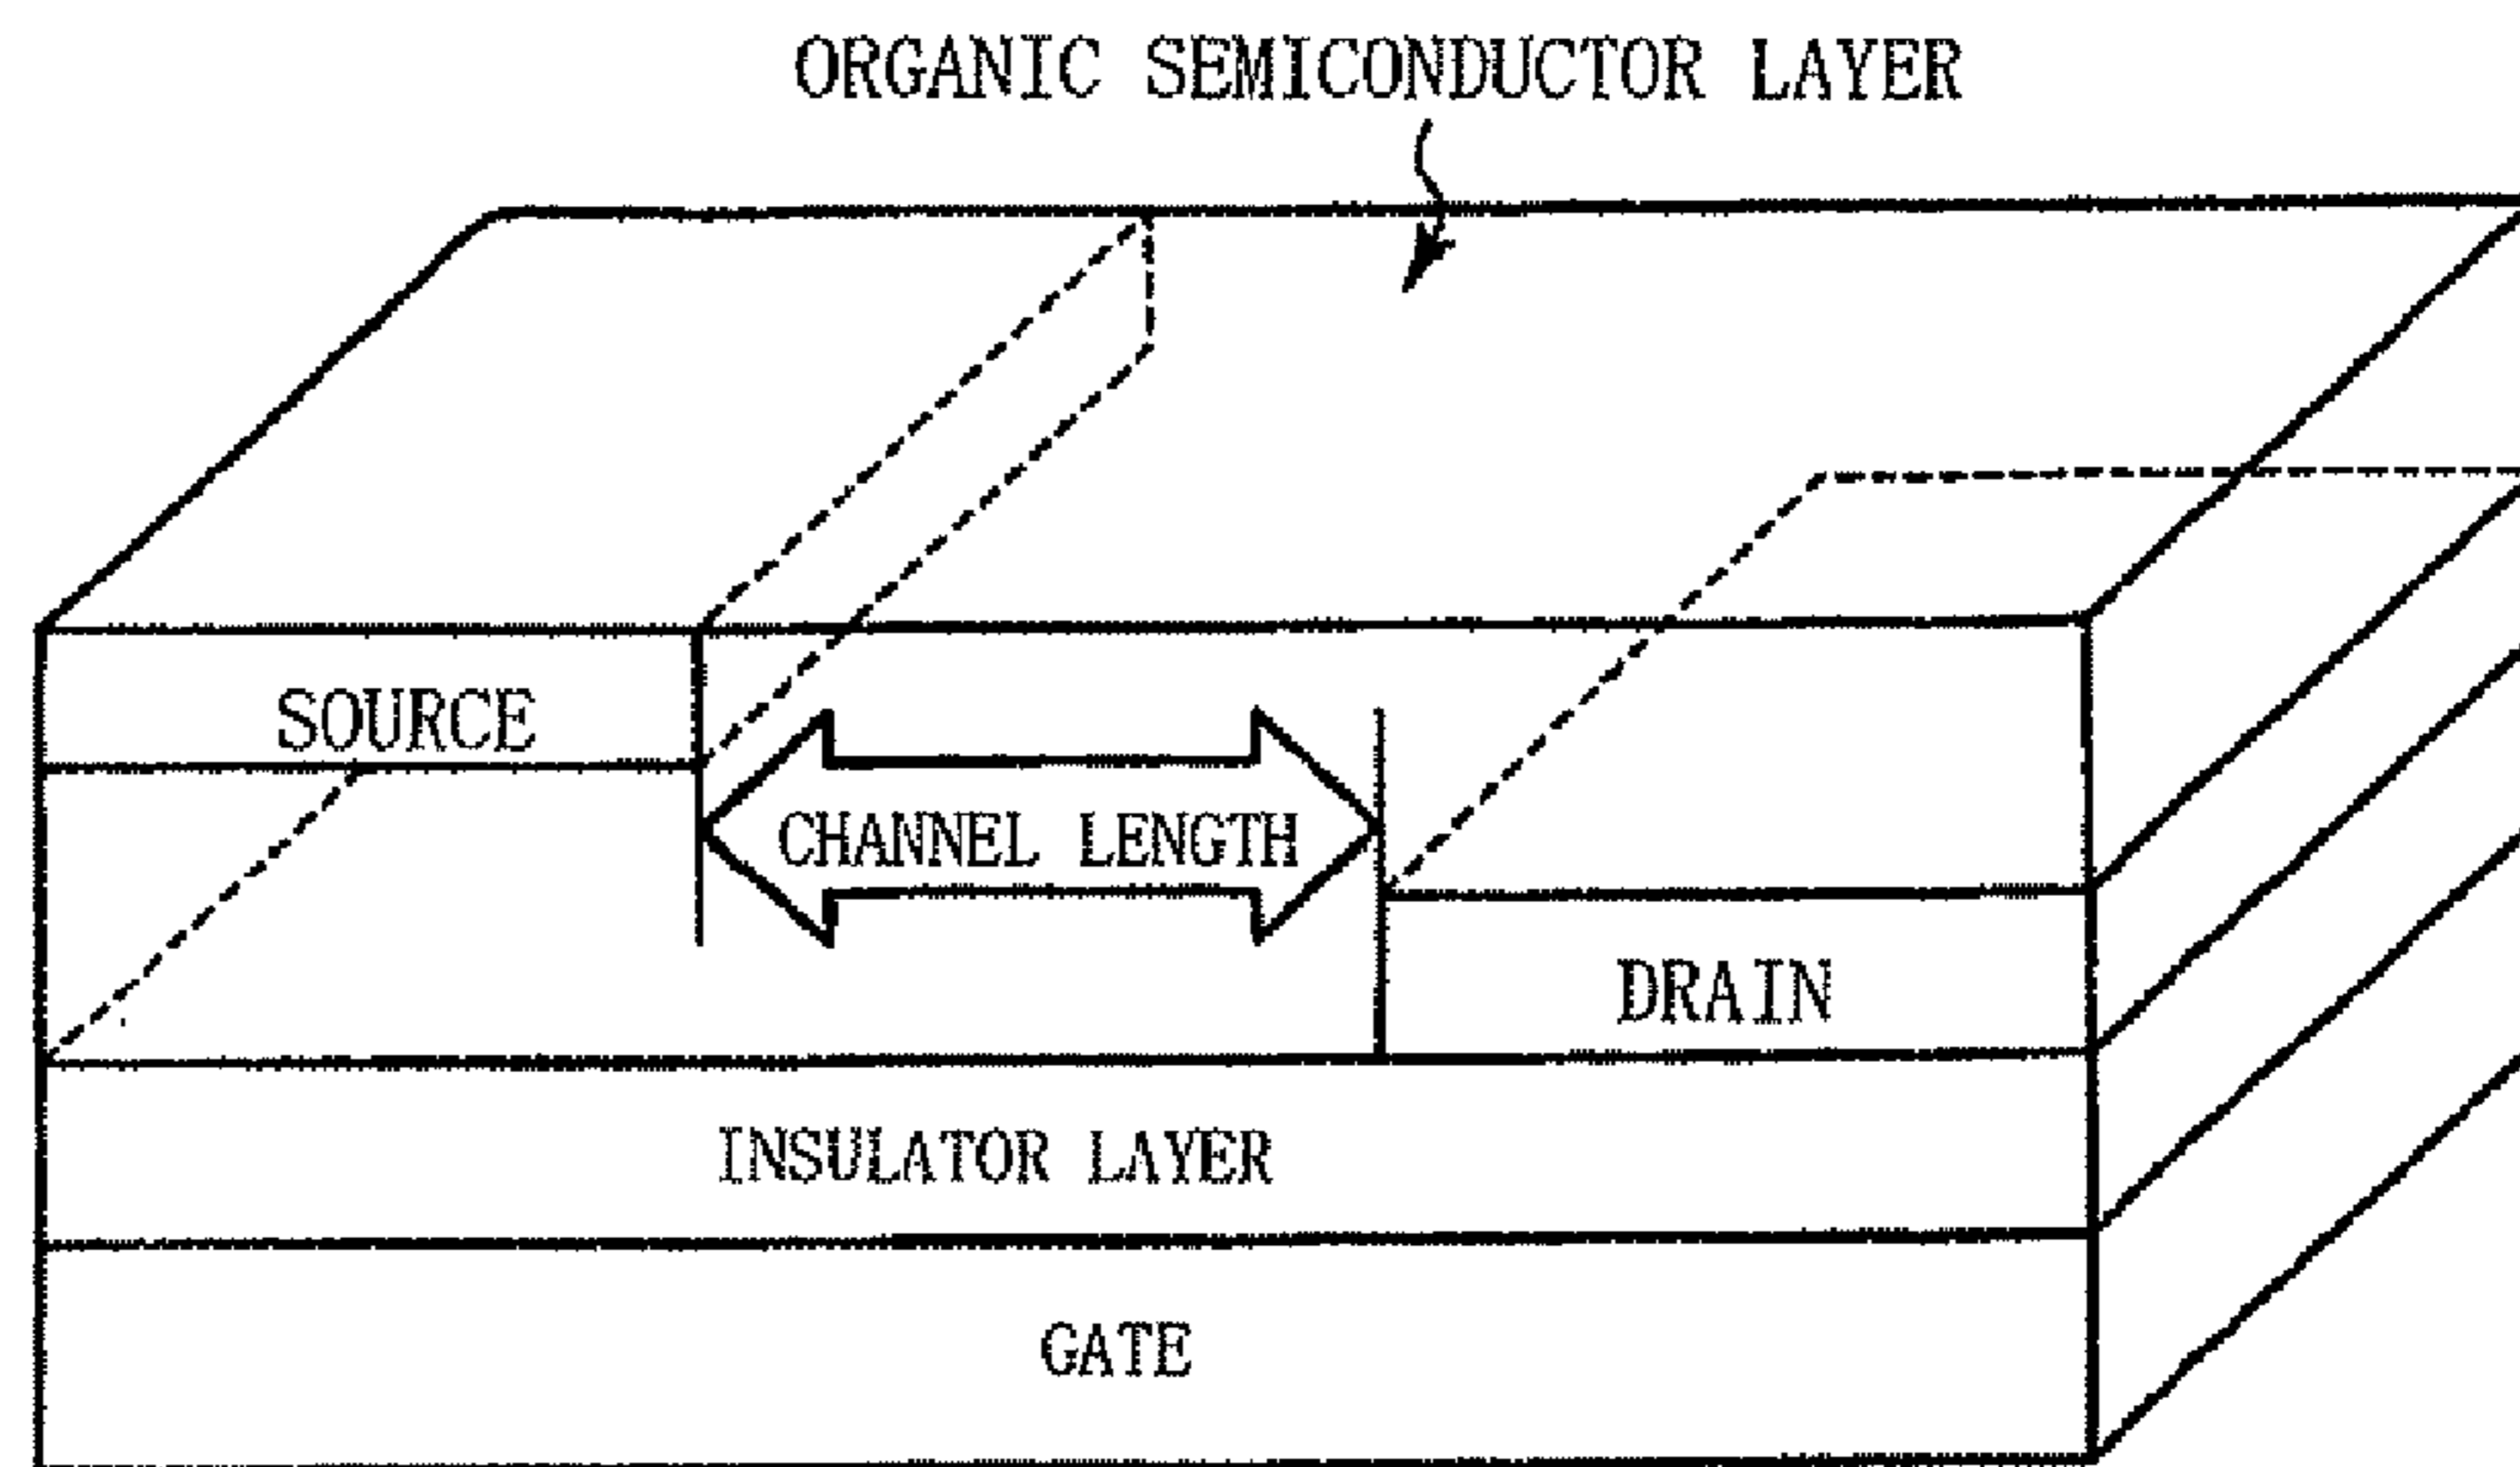 ORGANIC SEMICONDUCTOR LAYER
SOURCE
CHANNEL LENGTH
DRAIN
INSULATOR LAYER
GATE